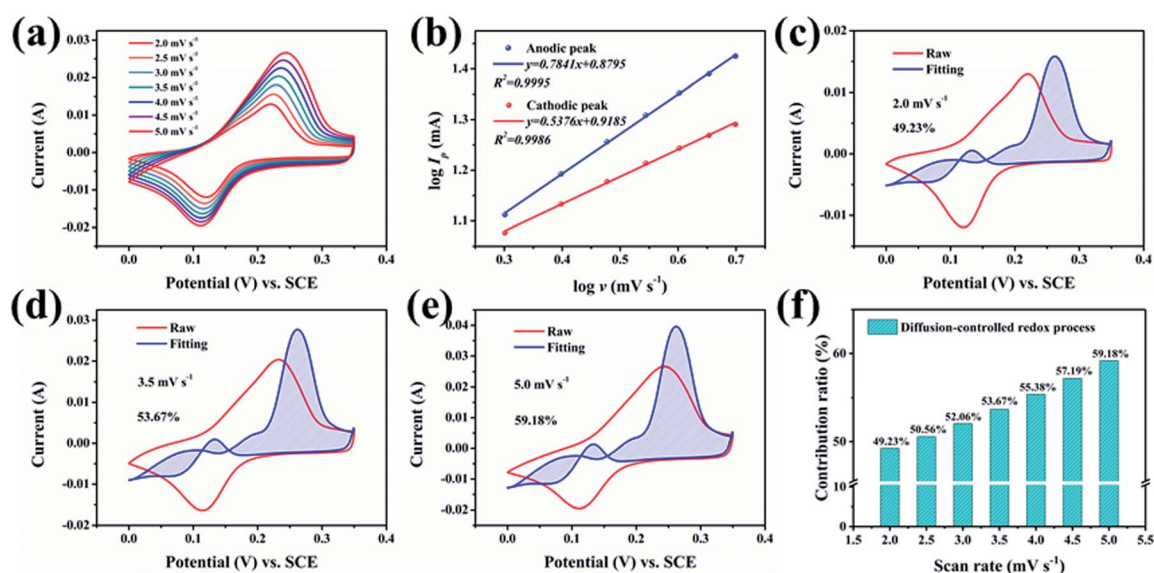 (a)
2.0 mV s⁻¹
2.5 mV s⁻¹
3.0 mV s⁻¹
3.5 mV s⁻¹
4.0 mV s⁻¹
4.5 mV s⁻¹
5.0 mV s⁻¹
0.03
0.02
0.01
0.00
-0.01
-0.02
Current (A)
0.0 0.1 0.2 0.3 0.4
Potential (V) vs. SCE
(b)
Anodic peak
y=0.7841x+0.8795
R²=0.9995
Cathodic peak
y=0.5376x+0.9185
R²=0.9986
1.4
1.3
1.2
1.1
log Iₚ (mA)
0.3 0.4 0.5 0.6 0.7
log v (mV s⁻¹)
(c)
Raw
Fitting
2.0 mV s⁻¹
49.23%
0.02
0.01
0.00
-0.01
Current (A)
0.0 0.1 0.2 0.3 0.4
Potential (V) vs. SCE
(d)
Raw
Fitting
3.5 mV s⁻¹
53.67%
0.03
0.02
0.01
0.00
-0.01
-0.02
Current (A)
0.0 0.1 0.2 0.3 0.4
Potential (V) vs. SCE
(e)
Raw
Fitting
5.0 mV s⁻¹
59.18%
0.04
0.03
0.02
0.01
0.00
-0.01
-0.02
Current (A)
0.0 0.1 0.2 0.3 0.4
Potential (V) vs. SCE
(f)
Diffusion-controlled redox process
49.23%
50.56%
52.06%
53.67%
55.38%
57.19%
59.18%
60
50
10
0
Contribution ratio (%)
1.5 2.0 2.5 3.0 3.5 4.0 4.5 5.0 5.5
Scan rate (mV s⁻¹)